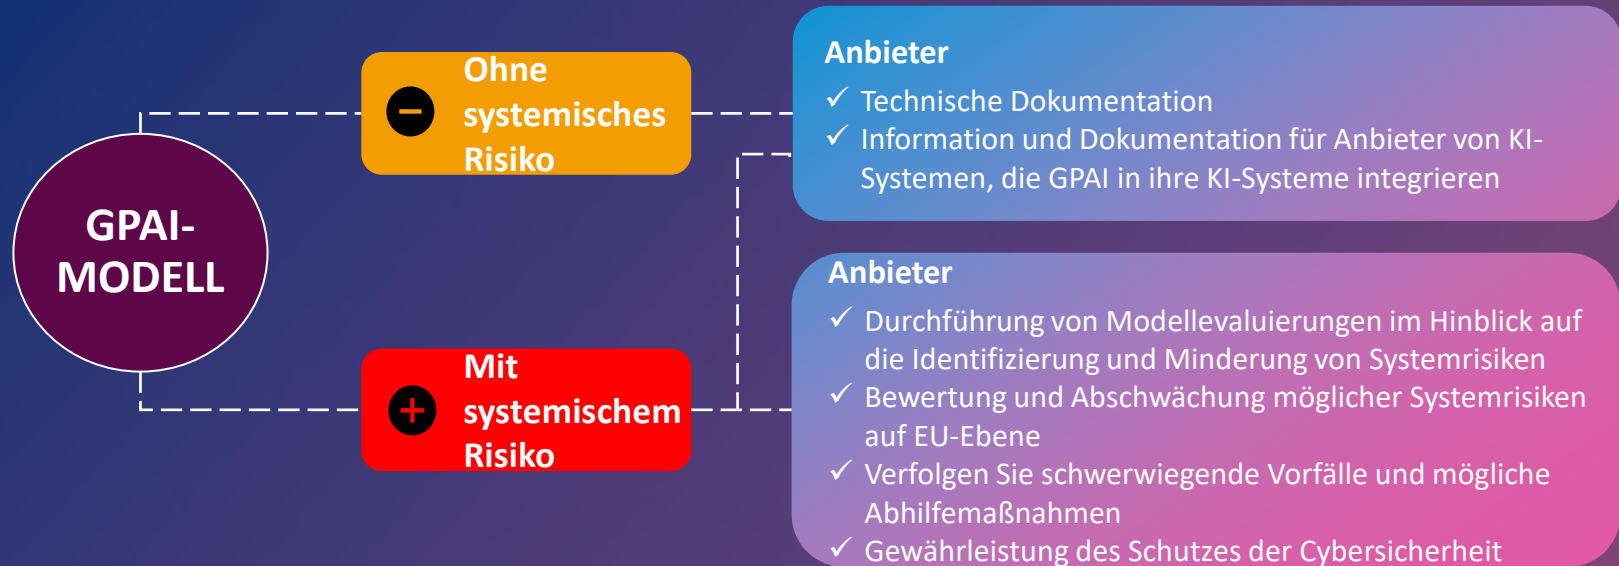 GPAI-
MODELL
Ohne
systemisches
Risiko
Mit
systemischem
Risiko
Anbieter
✓ Technische Dokumentation
✓ Information und Dokumentation für Anbieter von KI-
Systemen, die GPAI in ihre KI-Systeme integrieren
Anbieter
✓ Durchführung von Modellevaluierungen im Hinblick auf
die Identifizierung und Minderung von Systemrisiken
✓ Bewertung und Abschwächung möglicher Systemrisiken
auf EU-Ebene
✓ Verfolgen Sie schwerwiegende Vorfälle und mögliche
Abhilfemaßnahmen
✓ Gewährleistung des Schutzes der Cybersicherheit